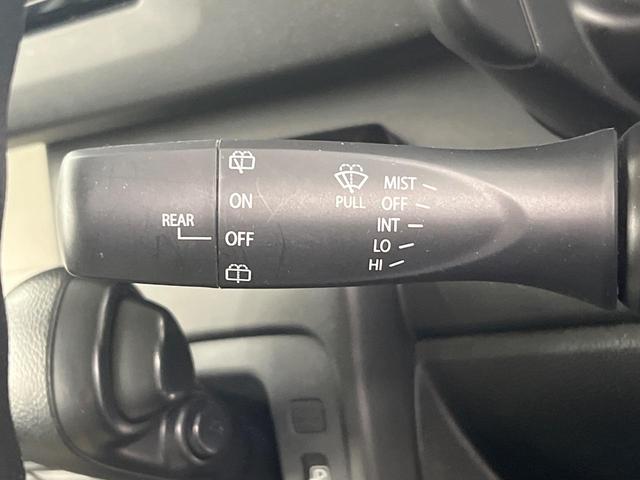 REAR
ON
OFF
PULL
MIST
OFF
INT
LO
HI
P